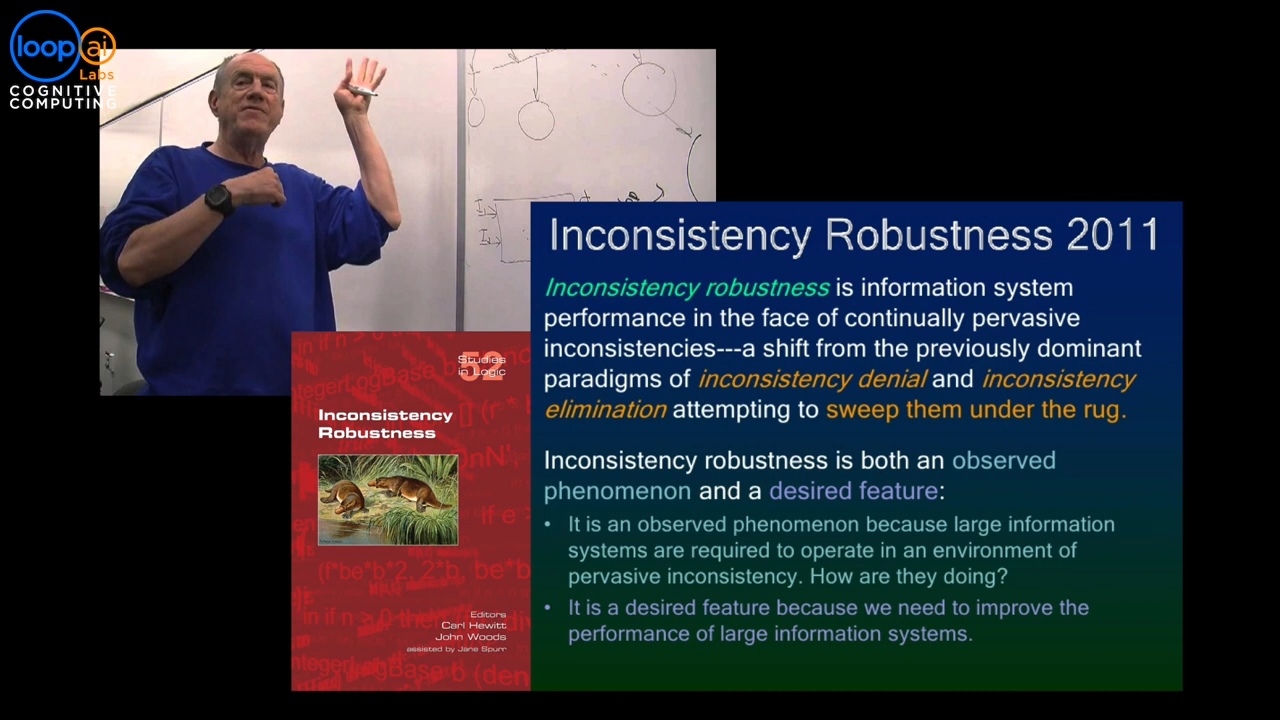 loop ai
Labs
COGNITIVE
COMPUTING
I₁
I₂
Inconsistency Robustness 2011
Inconsistency robustness is information system
performance in the face of continually pervasive
inconsistencies---a shift from the previously dominant
paradigms of inconsistency denial and inconsistency
elimination attempting to sweep them under the rug.
Inconsistency robustness is both an observed
phenomenon and a desired feature:
• It is an observed phenomenon because large information
systems are required to operate in an environment of
pervasive inconsistency. How are they doing?
• It is a desired feature because we need to improve the
performance of large information systems.
52
Studies
in Logic
Inconsistency
Robustness
Editors
Carl Hewitt
John Woods
assisted by Jane Spurr